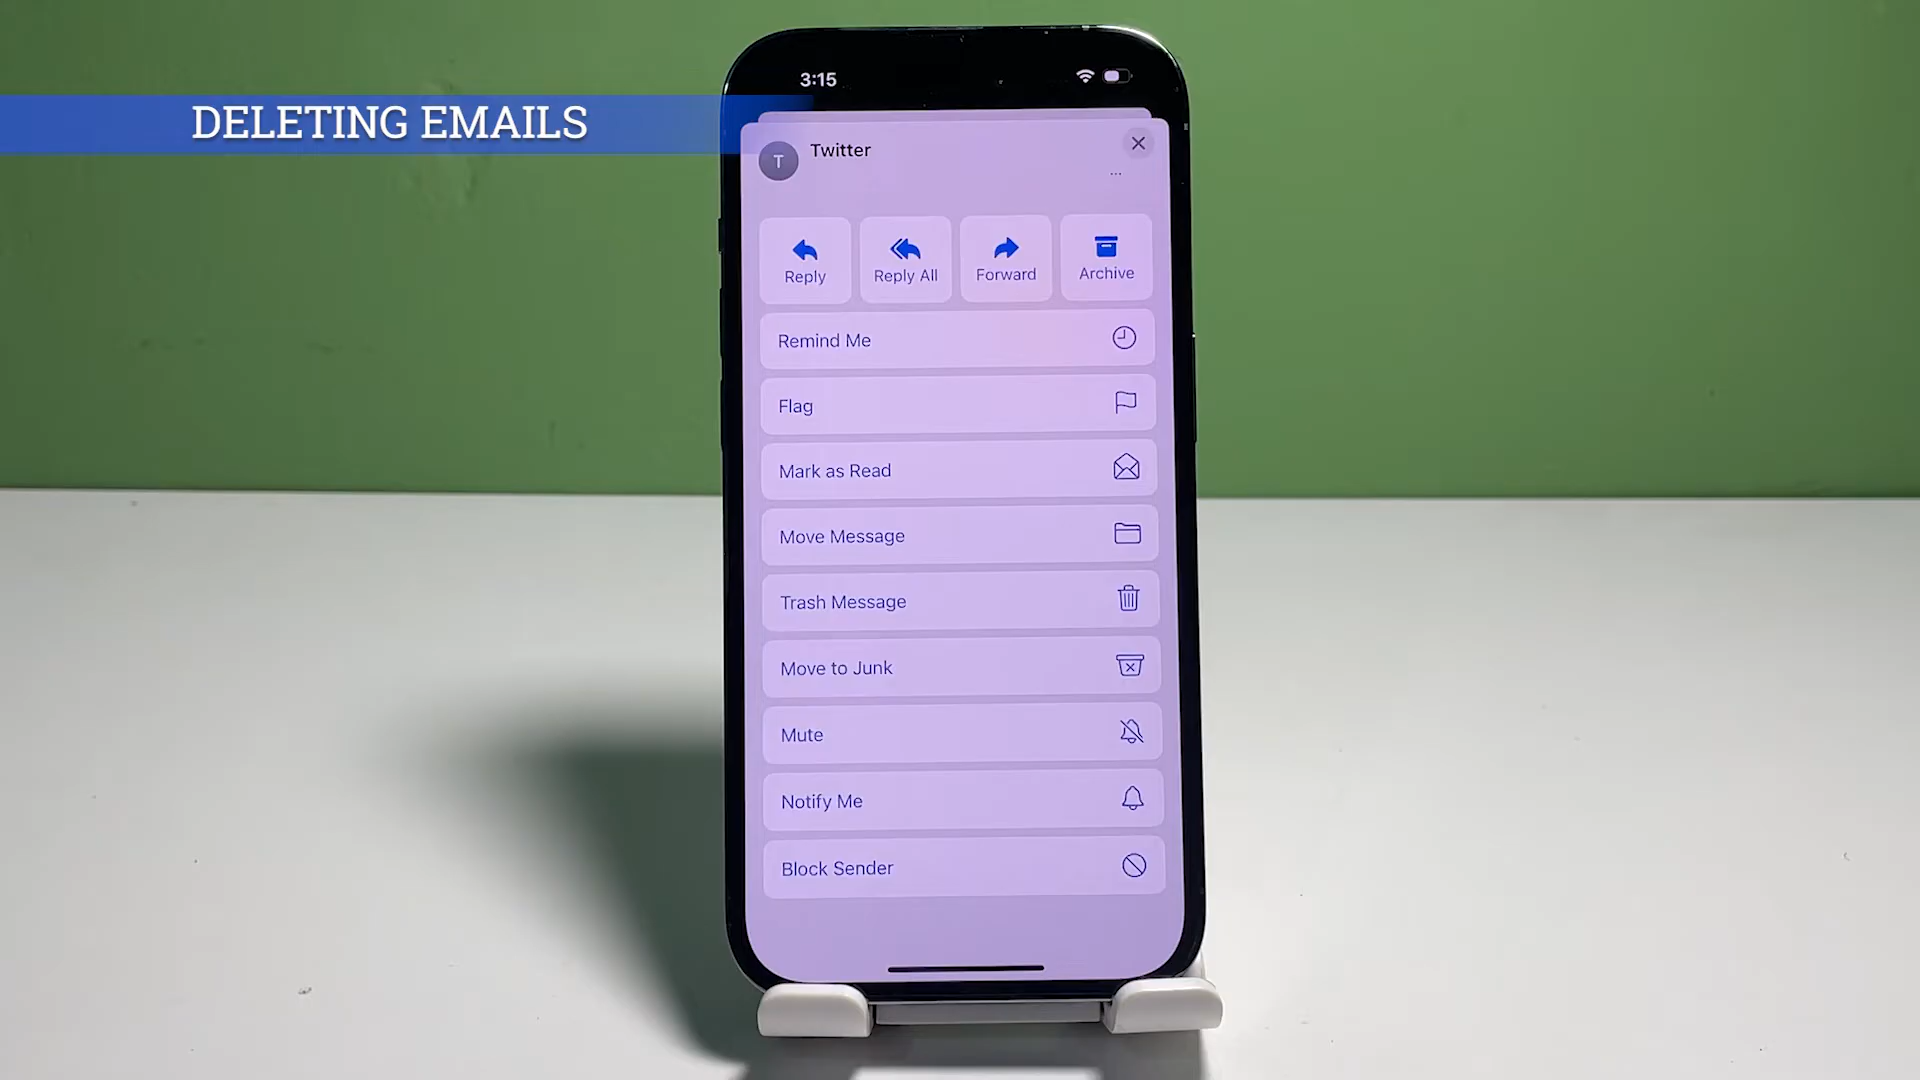 DELETING EMAILS
3:15
T
Twitter
...
Reply
Reply All
Forward
Archive
Remind Me
Flag
Mark as Read
Move Message
Trash Message
Move to Junk
Mute
Notify Me
Block Sender